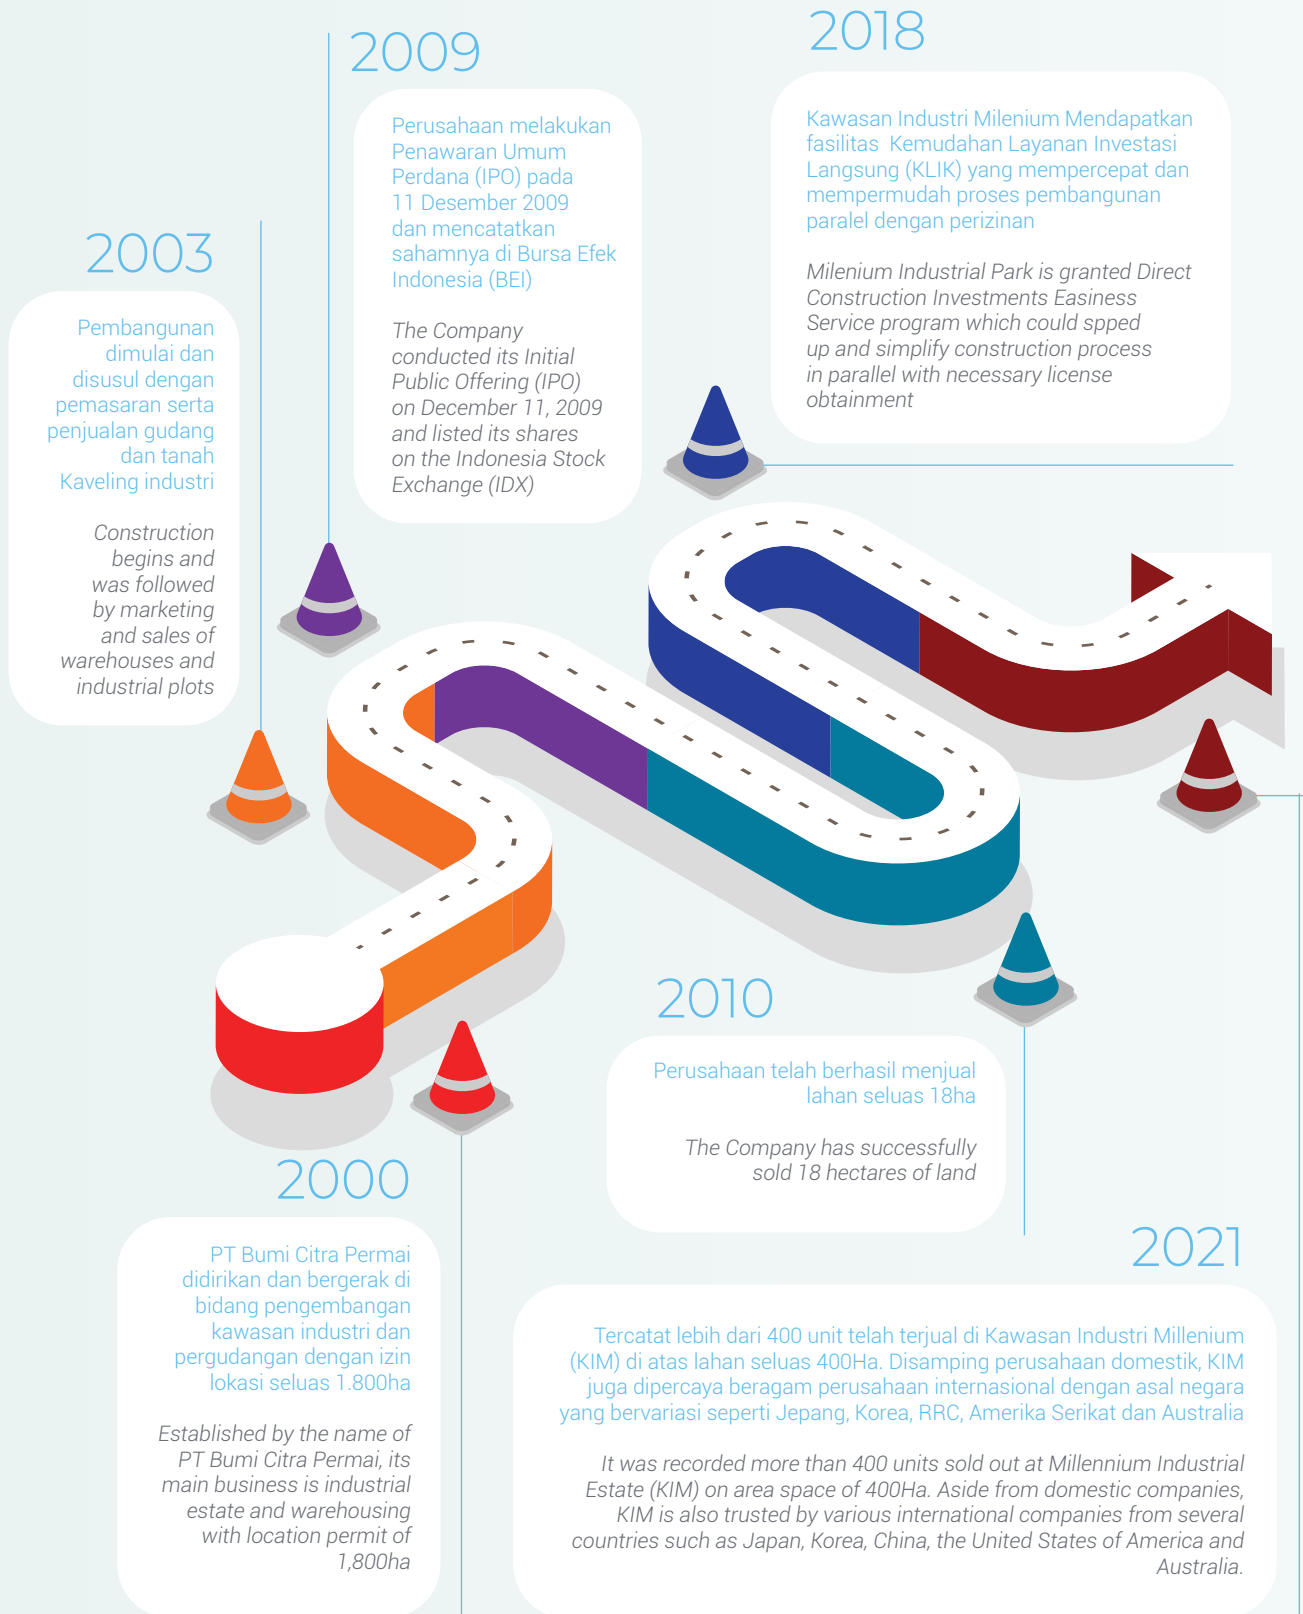 2009
Perusahaan melakukan
Penawaran Umum
Perdana (IPO) pada
11 Desember 2009
dan mencatatkan
sahamnya di Bursa Efek
Indonesia (BEI)
The Company
conducted its Initial
Public Offering (IPO)
on December 11, 2009
and listed its shares
on the Indonesia Stock
Exchange (IDX)
2018
Kawasan Industri Milenium Mendapatkan
fasilitas Kemudahan Layanan Investasi
Langsung (KLIK) yang mempercepat dan
mempermudah proses pembangunan
paralel dengan perizinan
Milenium Industrial Park is granted Direct
Construction Investments Easiness
Service program which could spped
up and simplify construction process
in parallel with necessary license
obtainment
2003
Pembangunan
dimulai dan
disusul dengan
pemasaran serta
penjualan gudang
dan tanah
Kaveling industri
Construction
begins and
was followed
by marketing
and sales of
warehouses and
industrial plots
2010
Perusahaan telah berhasil menjual
lahan seluas 18ha
The Company has successfully
sold 18 hectares of land
2000
PT Bumi Citra Permai
didirikan dan bergerak di
bidang pengembangan
kawasan industri dan
pergudangan dengan izin
lokasi seluas 1.800ha
Established by the name of
PT Bumi Citra Permai, its
main business is industrial
estate and warehousing
with location permit of
1,800ha
2021
Tercatat lebih dari 400 unit telah terjual di Kawasan Industri Millenium
(KIM) di atas lahan seluas 400Ha. Disamping perusahaan domestik, KIM
juga dipercaya beragam perusahaan internasional dengan asal negara
yang bervariasi seperti Jepang, Korea, RRC, Amerika Serikat dan Australia
It was recorded more than 400 units sold out at Millennium Industrial
Estate (KIM) on area space of 400Ha. Aside from domestic companies,
KIM is also trusted by various international companies from several
countries such as Japan, Korea, China, the United States of America and
Australia.